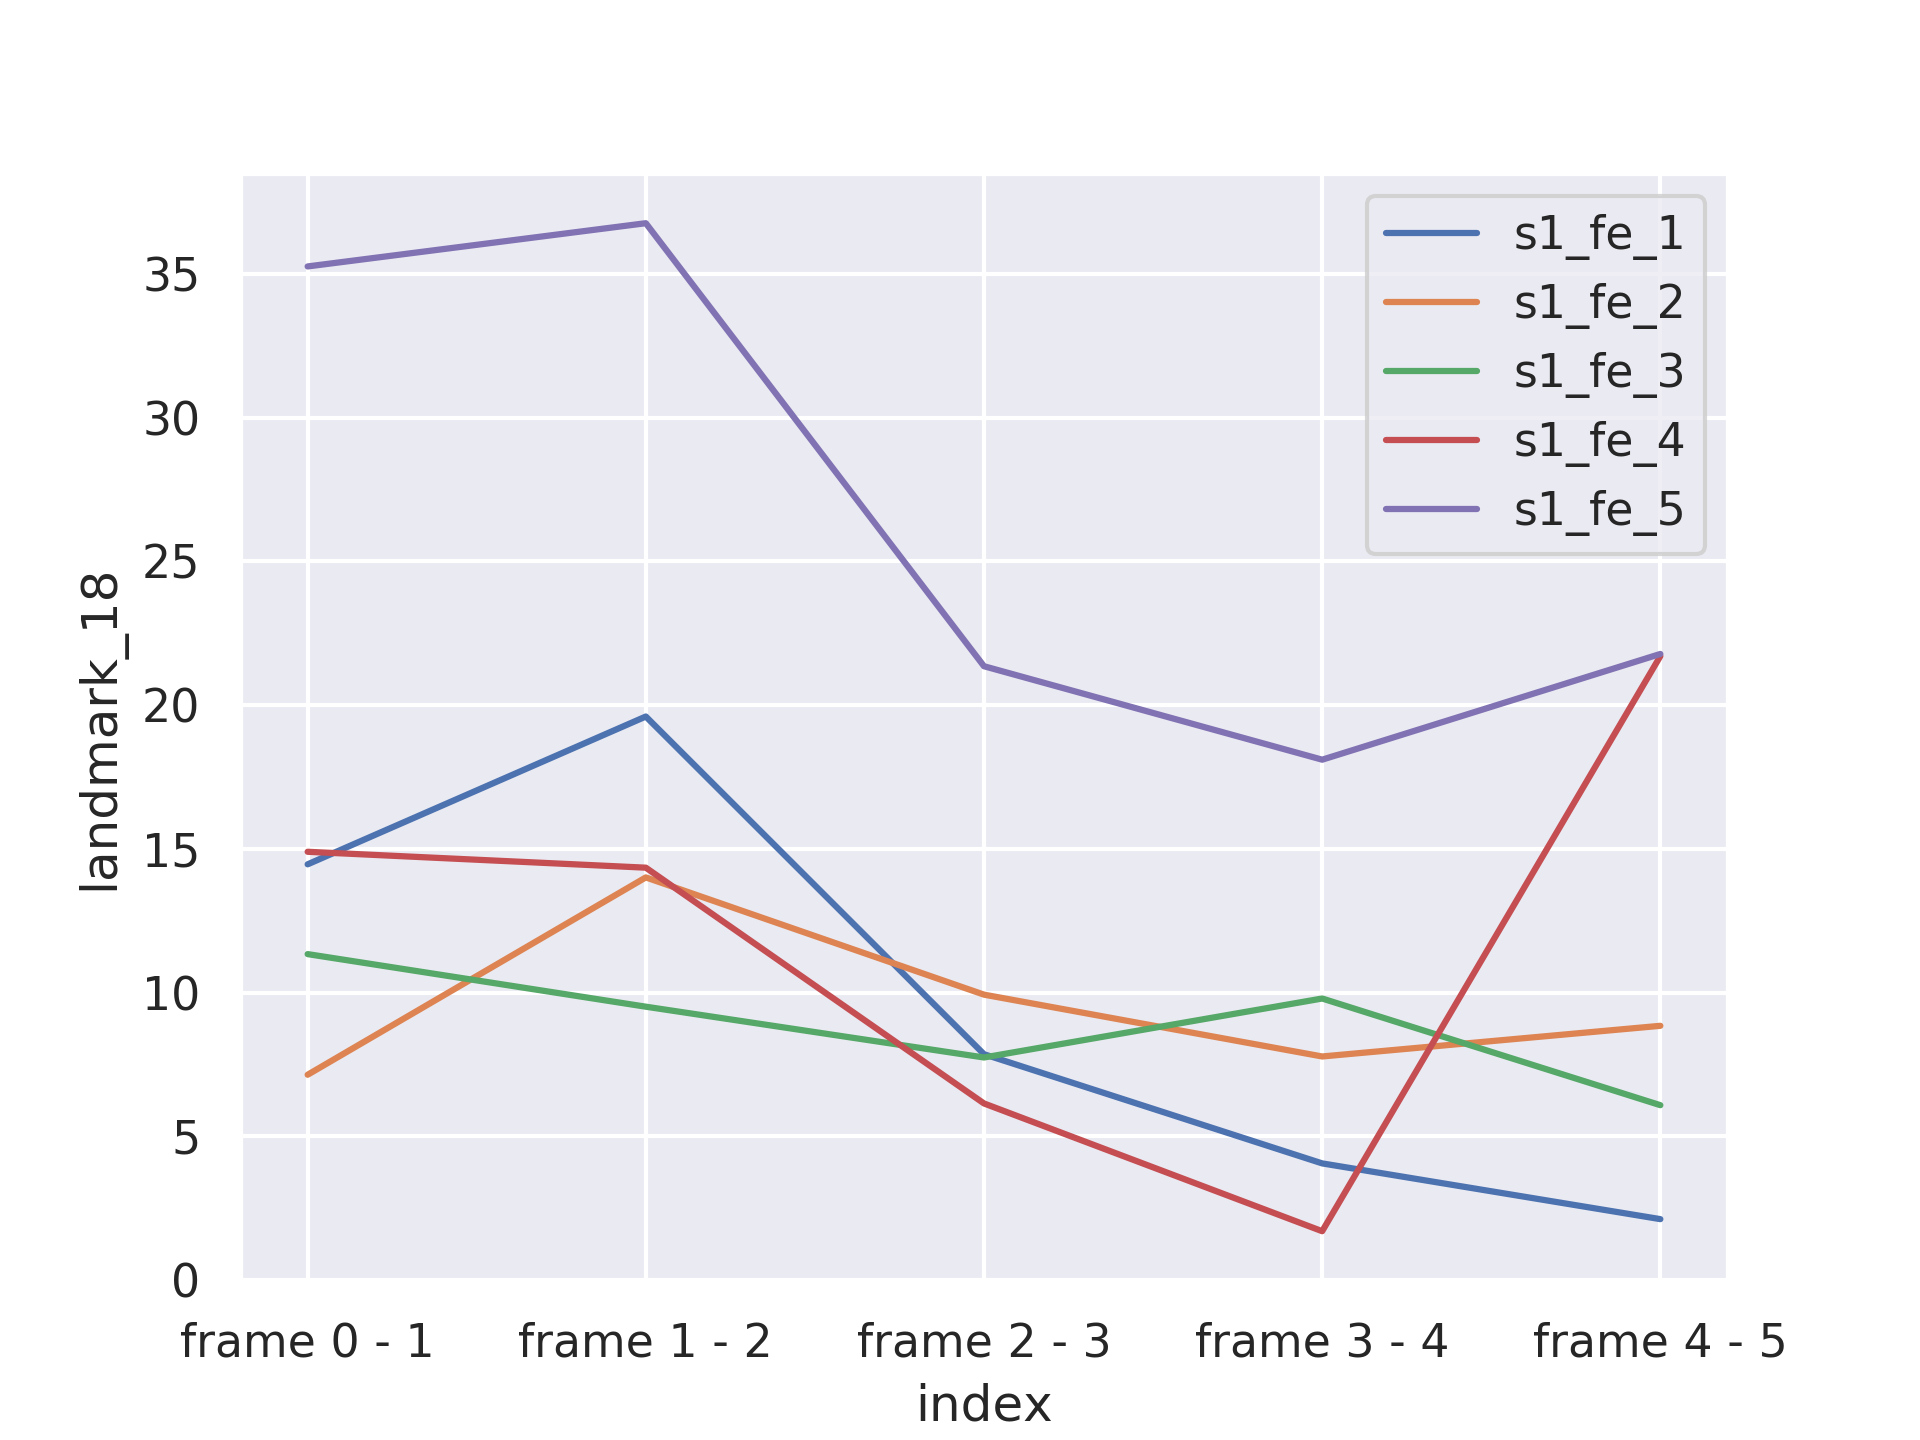 s1_fe_1
s1_fe_2
s1_fe_3
s1_fe_4
s1_fe_5
35
30
25
20
15
10
5
0
landmark_18
frame 0 - 1
frame 1 - 2
frame 2 - 3
frame 3 - 4
frame 4 - 5
index